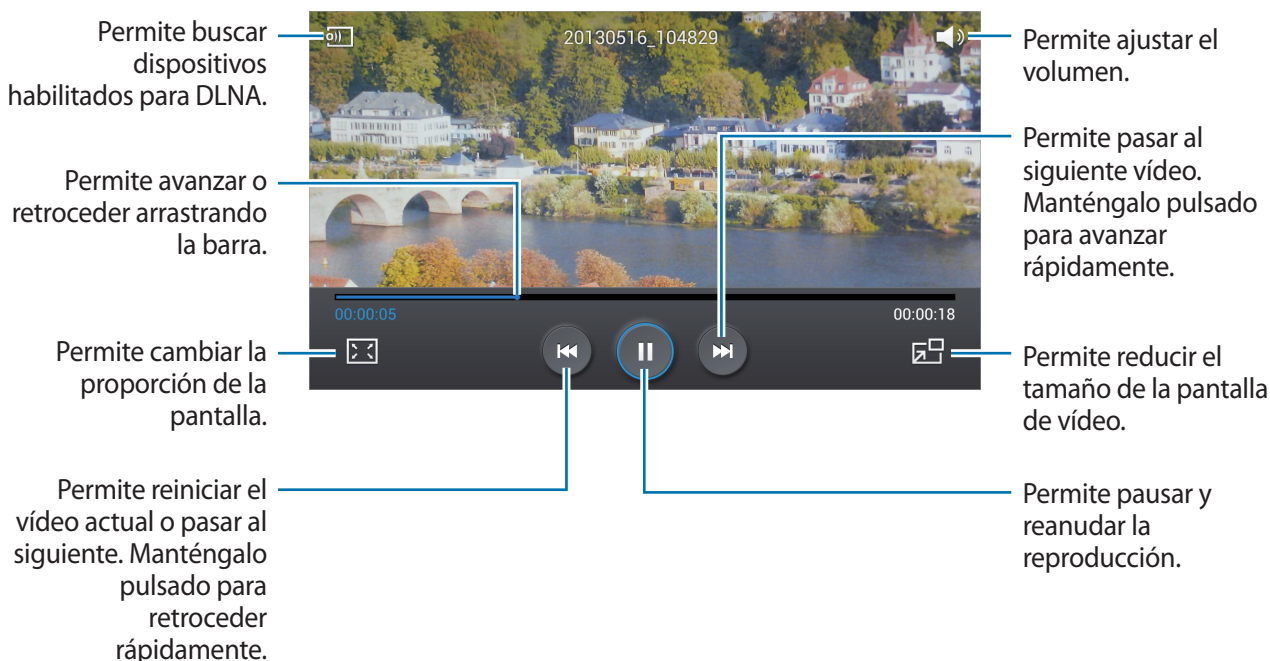 Permite buscar
dispositivos
habilitados para DLNA.
Permite avanzar o
retroceder arrastrando
la barra.
Permite cambiar la
proporción de la
pantalla.
Permite reiniciar el
vídeo actual o pasar al
siguiente. Manténgalo
pulsado para
retroceder
rápidamente.
20130516_104829
00:00:05
00:00:18
Permite ajustar el
volumen.
Permite pasar al
siguiente vídeo.
Manténgalo pulsado
para avanzar
rápidamente.
Permite reducir el
tamaño de la pantalla
de vídeo.
Permite pausar y
reanudar la
reproducción.